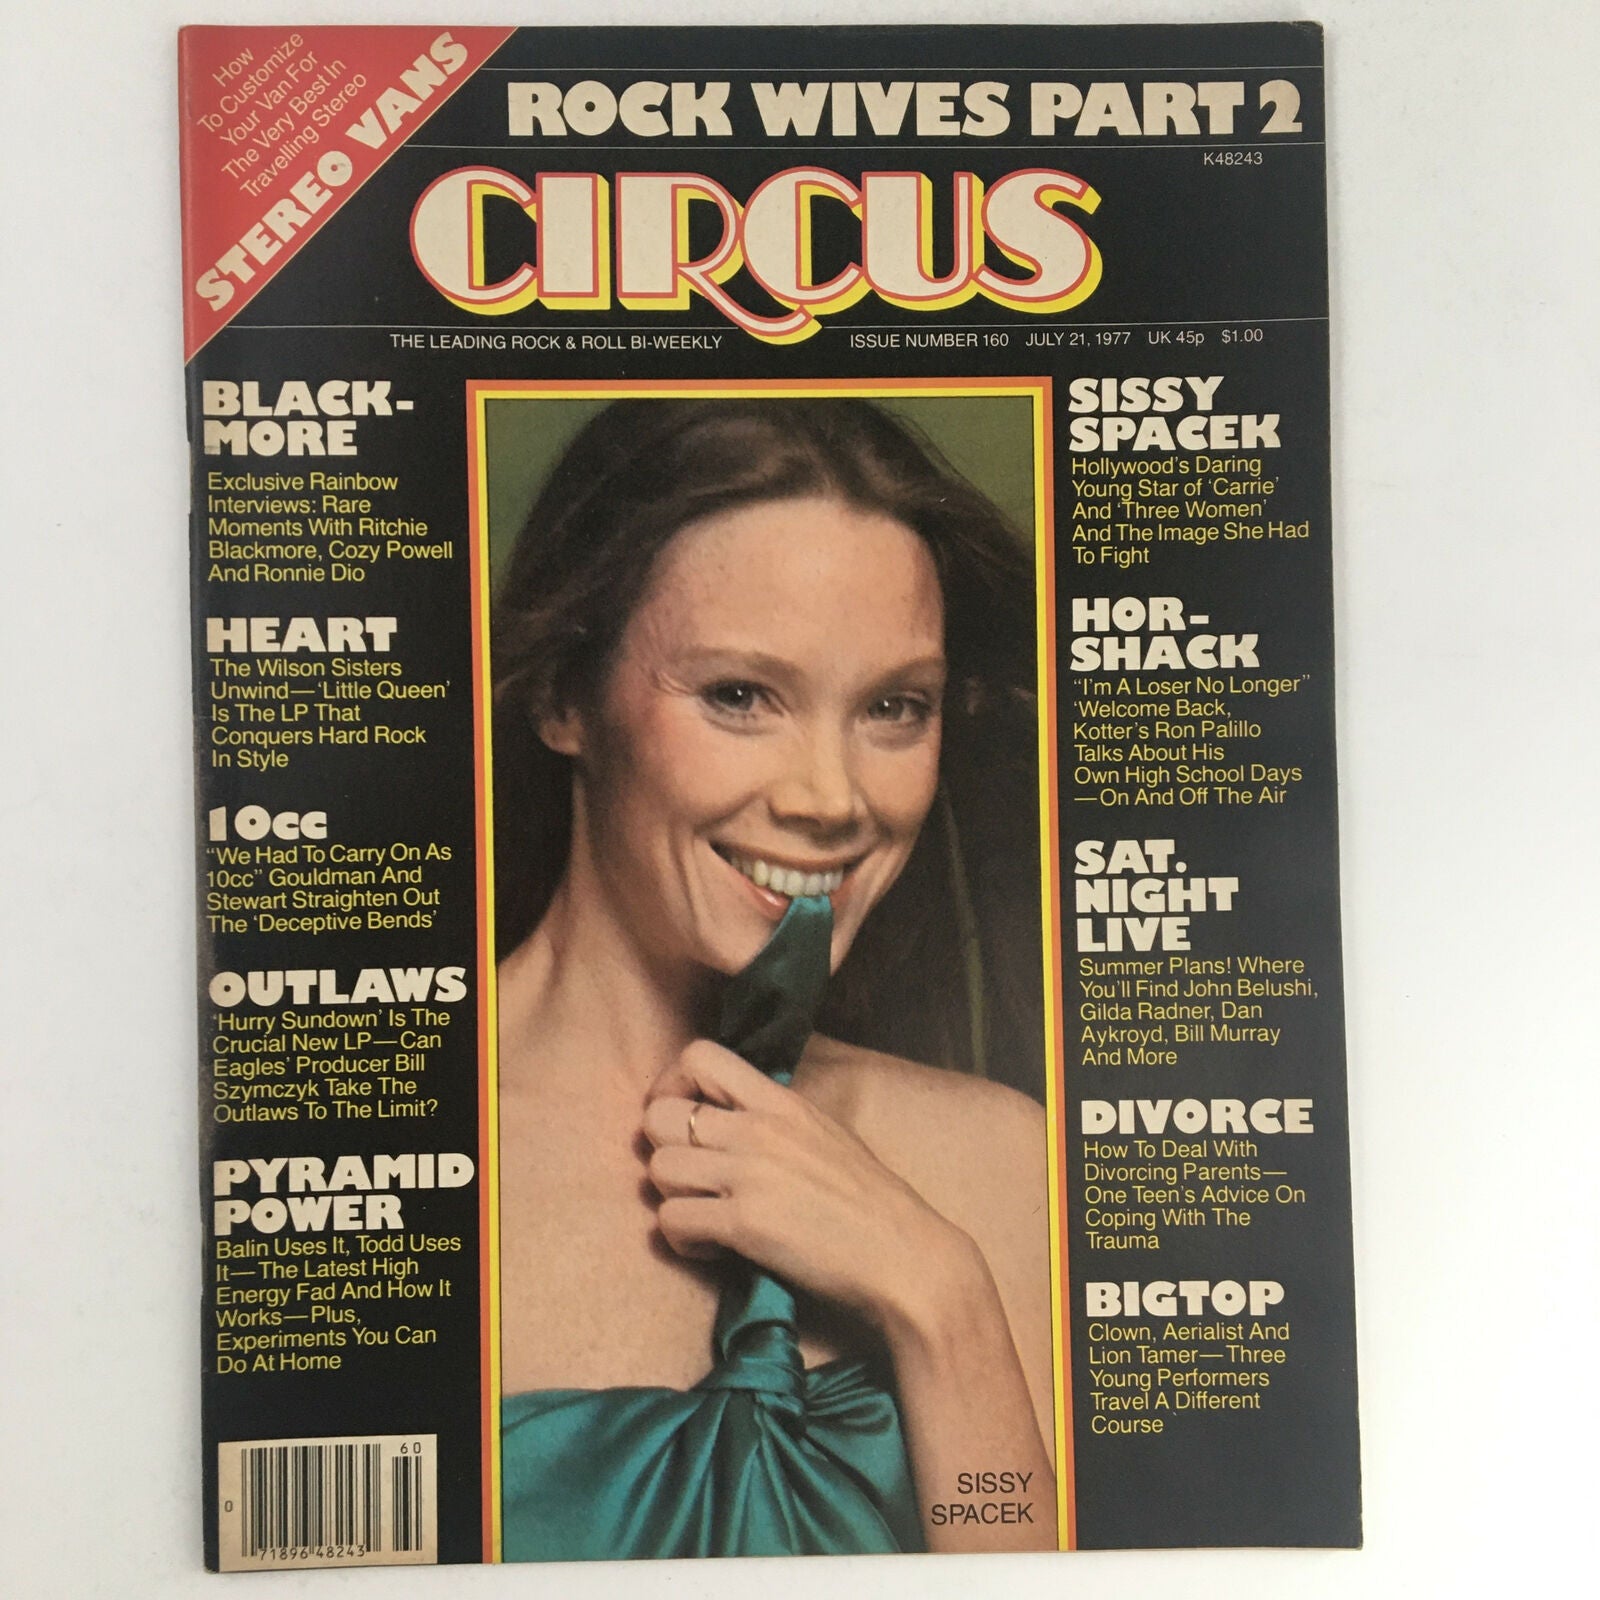 How
To Customize
Your Van For
The Very Best In
Travelling Stereo
STEREO VANS
ROCK WIVES PART 2
K48243
CIRCUS
THE LEADING ROCK & ROLL BI-WEEKLY
ISSUE NUMBER 160 JULY 21, 1977 UK 45p $1.00
BLACK-
MORE
Exclusive Rainbow
Interviews: Rare
Moments With Ritchie
Blackmore, Cozy Powell
And Ronnie Dio
HEART
The Wilson Sisters
Unwind—'Little Queen'
Is The LP That
Conquers Hard Rock
In Style
10cc
"We Had To Carry On As
10cc" Gouldman And
Stewart Straighten Out
The 'Deceptive Bends'
OUTLAWS
'Hurry Sundown' Is The
Crucial New LP—Can
Eagles' Producer Bill
Szymczyk Take The
Outlaws To The Limit?
PYRAMID
POWER
Balin Uses It, Todd Uses
It—The Latest High
Energy Fad And How It
Works—Plus,
Experiments You Can
Do At Home
60
0
71896 48243
SISSY
SPACEK
SISSY
SPACEK
Hollywood's Daring
Young Star of 'Carrie'
And 'Three Women'
And The Image She Had
To Fight
HOR-
SHACK
"I'm A Loser No Longer"
'Welcome Back,
Kotter's Ron Palillo
Talks About His
Own High School Days
—On And Off The Air
SAT.
NIGHT
LIVE
Summer Plans! Where
You'll Find John Belushi,
Gilda Radner, Dan
Aykroyd, Bill Murray
And More
DIVORCE
How To Deal With
Divorcing Parents—
One Teen's Advice On
Coping With The
Trauma
BIGTOP
Clown, Aerialist And
Lion Tamer—Three
Young Performers
Travel A Different
Course